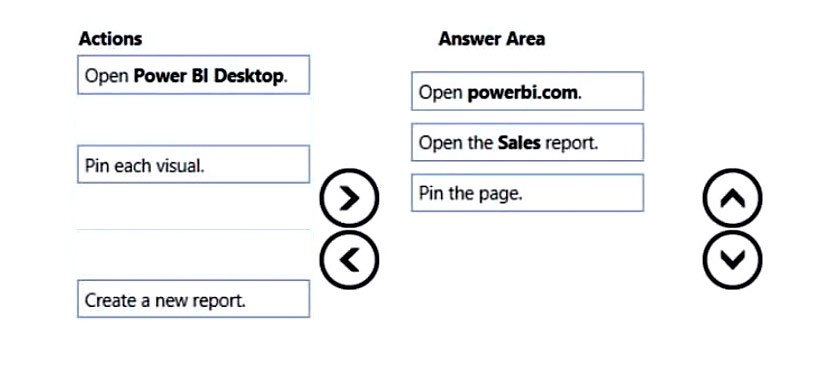 Actions
Open Power BI Desktop.
Pin each visual.
Create a new report.
Answer Area
Open powerbi.com.
Open the Sales report.
Pin the page.